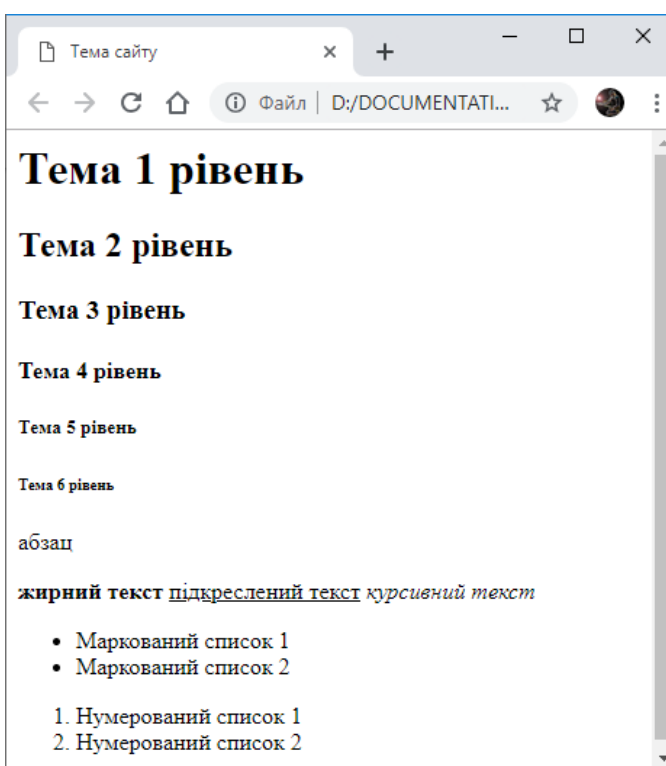 Тема сайту
Файл | D:/DOCUMENTATI...
Тема 1 рівень
Тема 2 рівень
Тема 3 рівень
Тема 4 рівень
Тема 5 рівень
Тема 6 рівень
абзац
жирний текст підкреслений текст курсивний текст
• Маркований список 1
• Маркований список 2
1. Нумерований список 1
2. Нумерований список 2